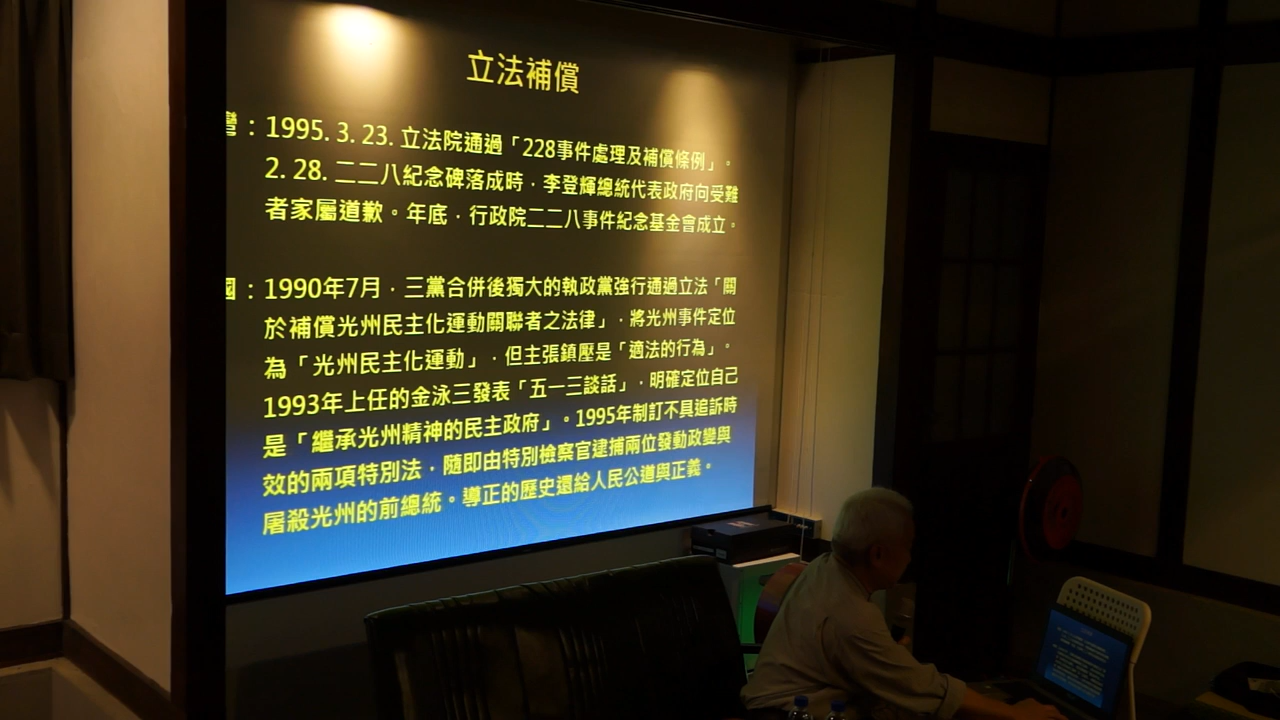 立法補償
灣：1995. 3. 23. 立法院通過「228事件處理及補償條例」。
2. 28. 二二八紀念碑落成時，李登輝總統代表政府向受難
者家屬道歉。年底，行政院二二八事件紀念基金會成立。
國：1990年7月，三黨合併後獨大的執政黨強行通過立法「關
於補償光州民主化運動關聯者之法律」，將光州事件定位
為「光州民主化運動」，但主張鎮壓是「適法的行為」。
1993年上任的金泳三發表「五一三談話」，明確定位自己
是「繼承光州精神的民主政府」。1995年制訂不具追訴時
效的兩項特別法，隨即由特別檢察官逮捕兩位發動政變與
屠殺光州的前總統。導正的歷史還給人民公道與正義。